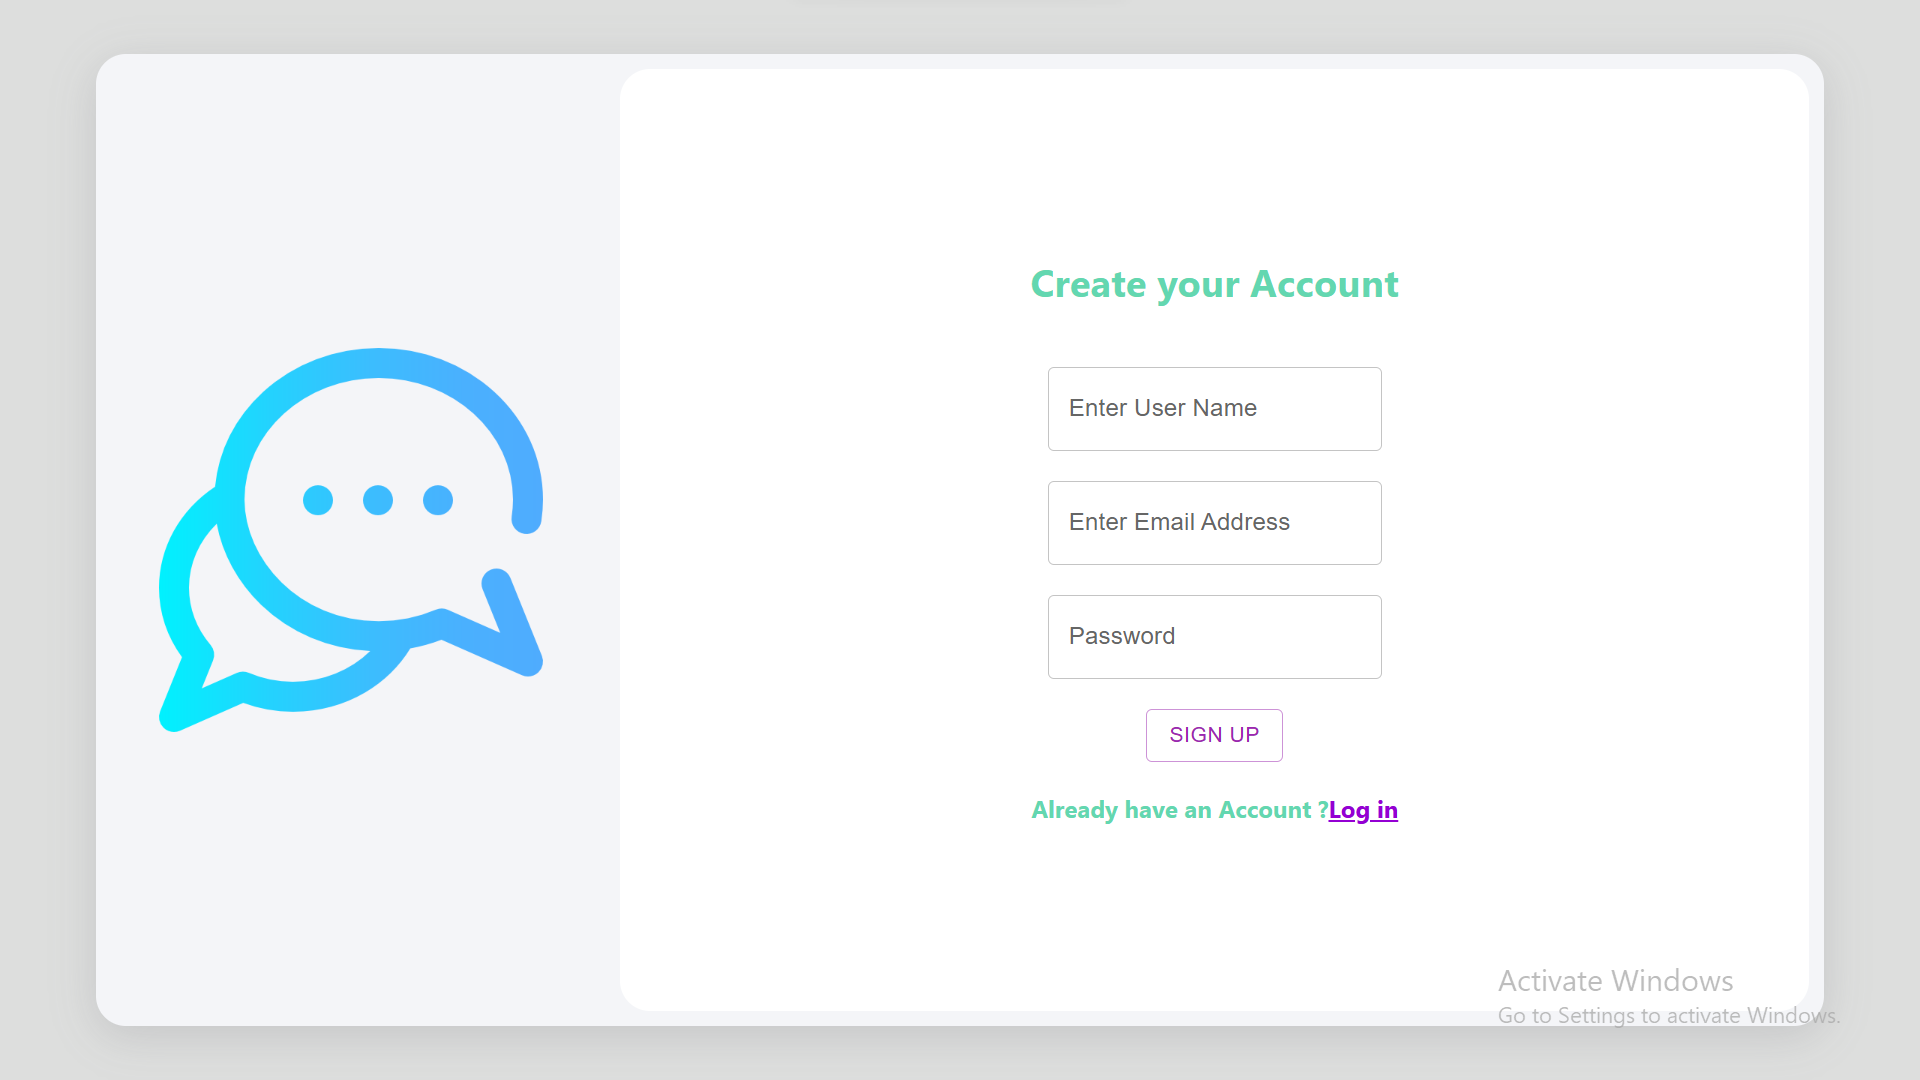 Create your Account
Enter User Name
Enter Email Address
Password
SIGN UP
Already have an Account ?Log in
Activate Windows
Go to Settings to activate Windows.